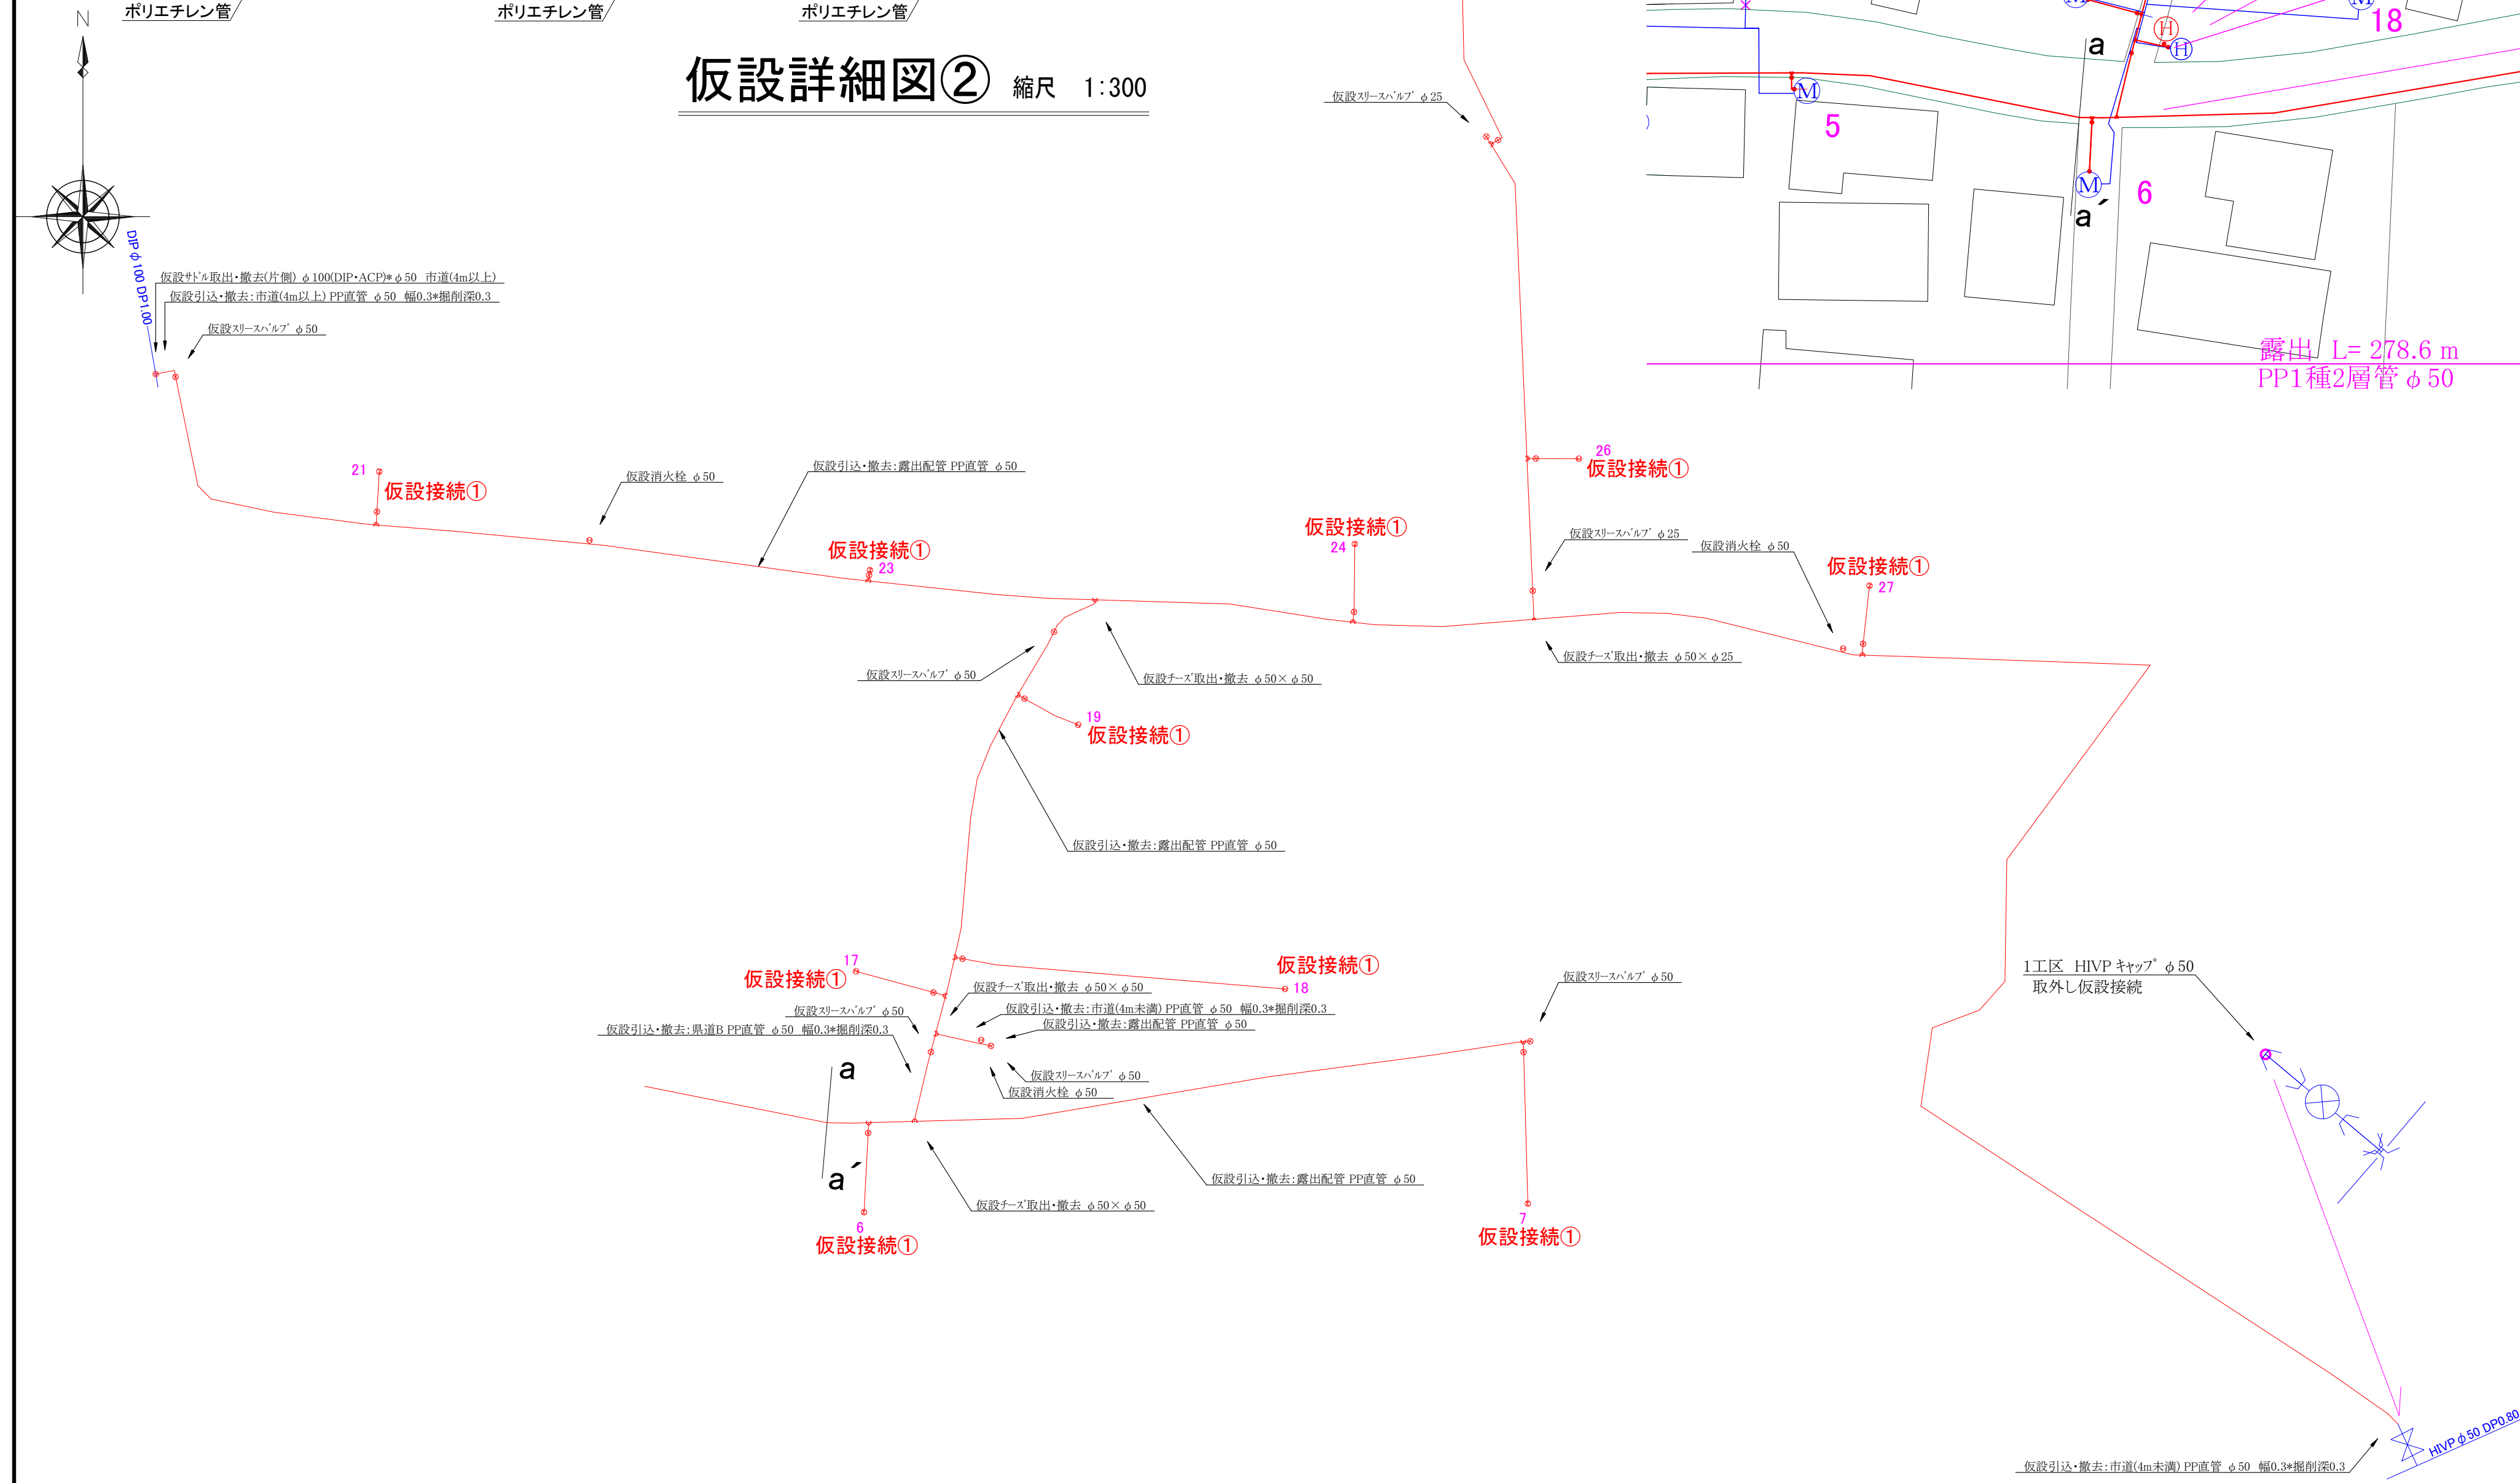 ポリエチレン管
ポリエチレン管
ポリエチレン管
N
仮設詳細図② 縮尺 1:300
仮設スリースバルブ φ25
DIPφ100 DP1.00
仮設サドル取出・撤去(片側) φ100(DIP・ACP)*φ50 市道(4m以上)
仮設引込・撤去:市道(4m以上) PP直管 φ50 幅0.3*掘削深0.3
仮設スリースバルブ φ50
a
H
H
18
M
5
M
a´
6
露出 L= 278.6 m
PP1種2層管φ50
21
仮設接続①
仮設消火栓 φ50
仮設引込・撤去:露出配管 PP直管 φ50
26
仮設接続①
仮設接続①
23
仮設接続①
24
仮設スリースバルブ φ25
仮設消火栓 φ50
仮設接続①
27
仮設スリースバルブ φ50
仮設チーズ取出・撤去 φ50×φ50
仮設チーズ取出・撤去 φ50×φ25
19
仮設接続①
仮設引込・撤去:露出配管 PP直管 φ50
17
仮設接続①
仮設接続①
18
仮設チーズ取出・撤去 φ50×φ50
仮設スリースバルブ φ50
仮設引込・撤去:市道(4m未満) PP直管 φ50 幅0.3*掘削深0.3
仮設引込・撤去:県道B PP直管 φ50 幅0.3*掘削深0.3
仮設引込・撤去:露出配管 PP直管 φ50
仮設スリースバルブ φ50
1工区 HIVP キャップ φ50
取外し仮設接続
a
仮設スリースバルブ φ50
仮設消火栓 φ50
a´
仮設引込・撤去:露出配管 PP直管 φ50
仮設チーズ取出・撤去 φ50×φ50
6
仮設接続①
7
仮設接続①
HIVPφ50 DP0.80
仮設引込・撤去:市道(4m未満) PP直管 φ50 幅0.3*掘削深0.3